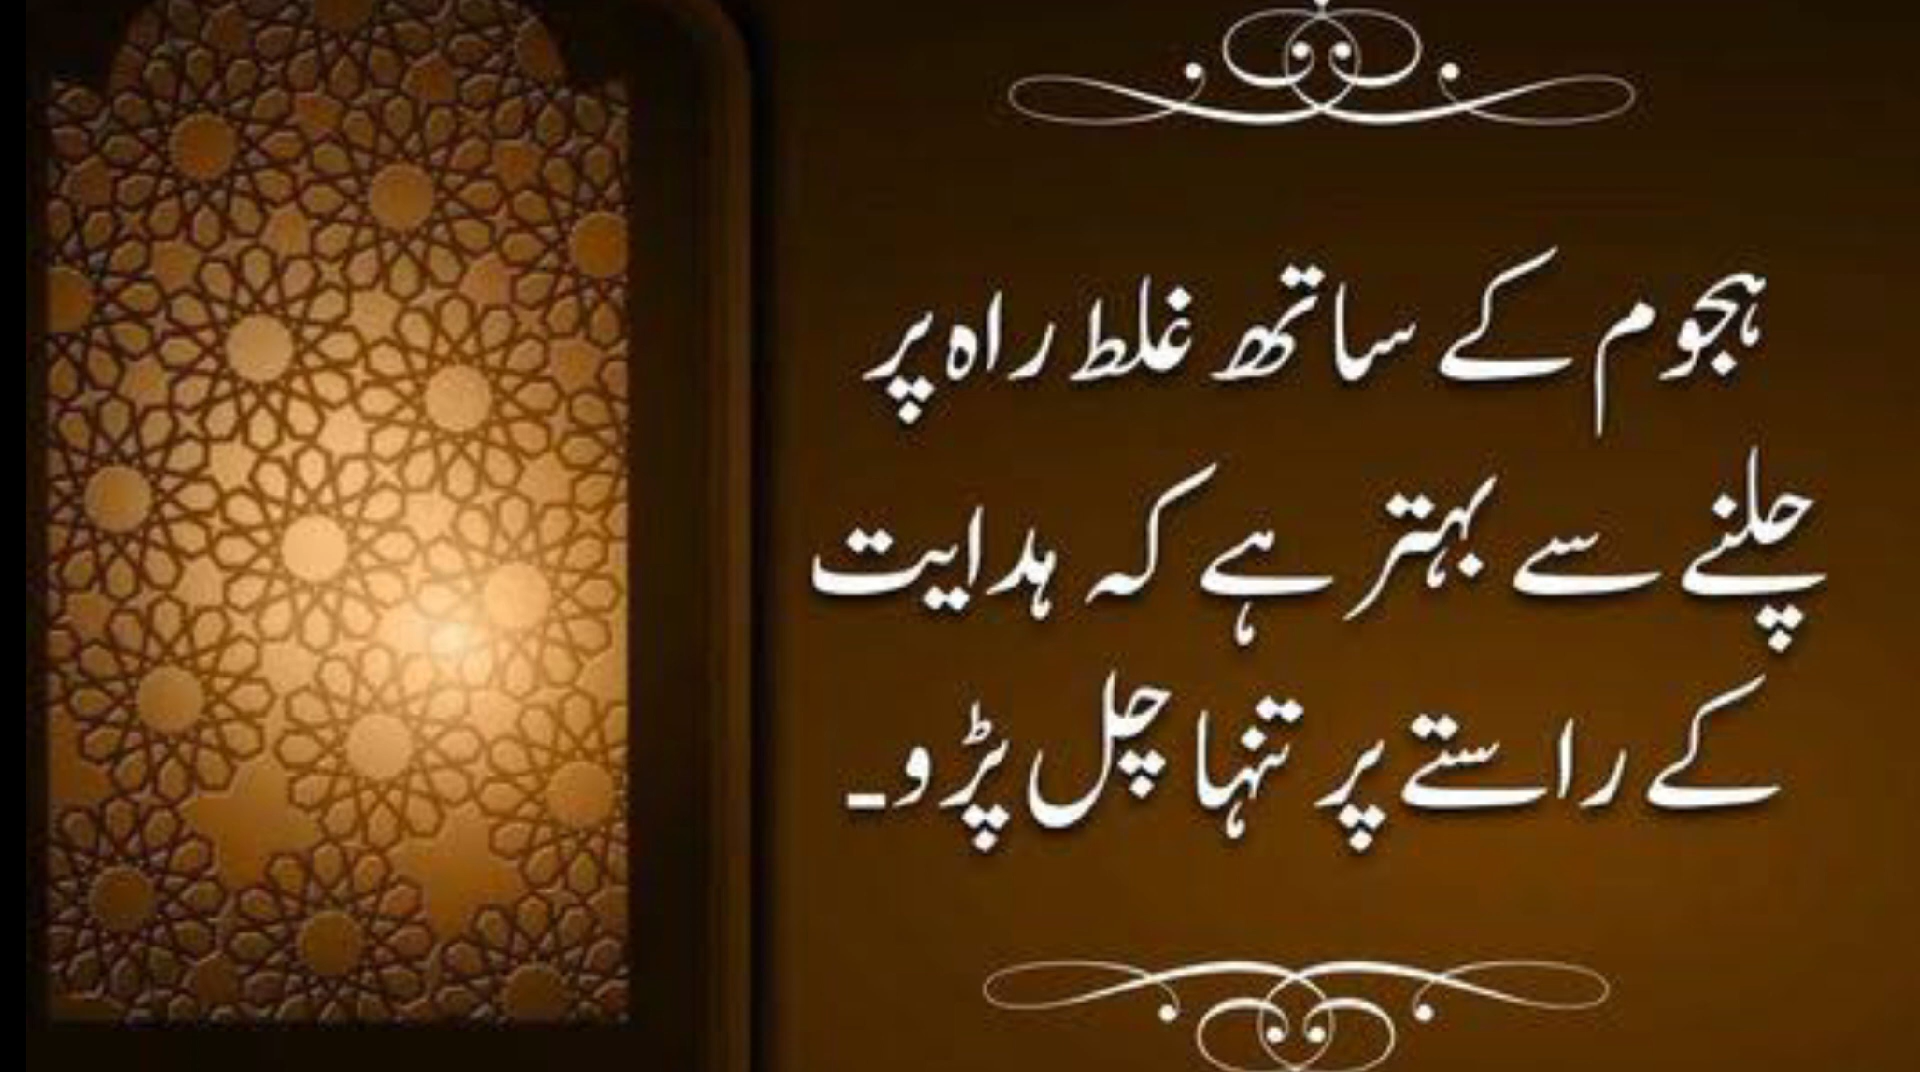 ہجوم کے ساتھ غلط راہ پر
چلنے سے بہتر ہے کہ ہدایت
کے راستے پر تنہا چل پڑو۔